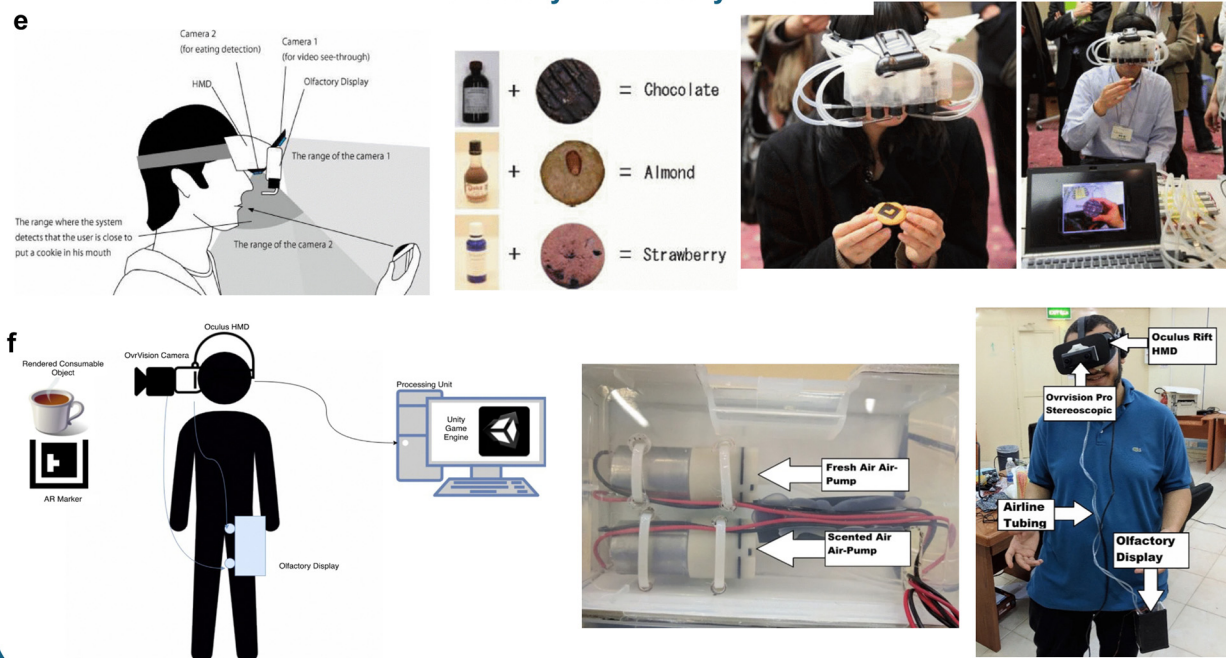 e
Camera 2
(for eating detection)
Camera 1
(for video see-through)
HMD
Olfactory Display
The range of the camera 1
The range where the system
detects that the user is close to
put a cookie in his mouth
The range of the camera 2
+ = Chocolate
+ = Almond
+ = Strawberry
f
Oculus HMD
OvrVision Camera
Rendered Consumable
Object
AR Marker
Processing Unit
Unity
Game
Engine
Olfactory Display
Fresh Air Air-
Pump
Scented Air
Air-Pump
Oculus Rift
HMD
Ovrvision Pro
Stereoscopic
Airline
Tubing
Olfactory
Display